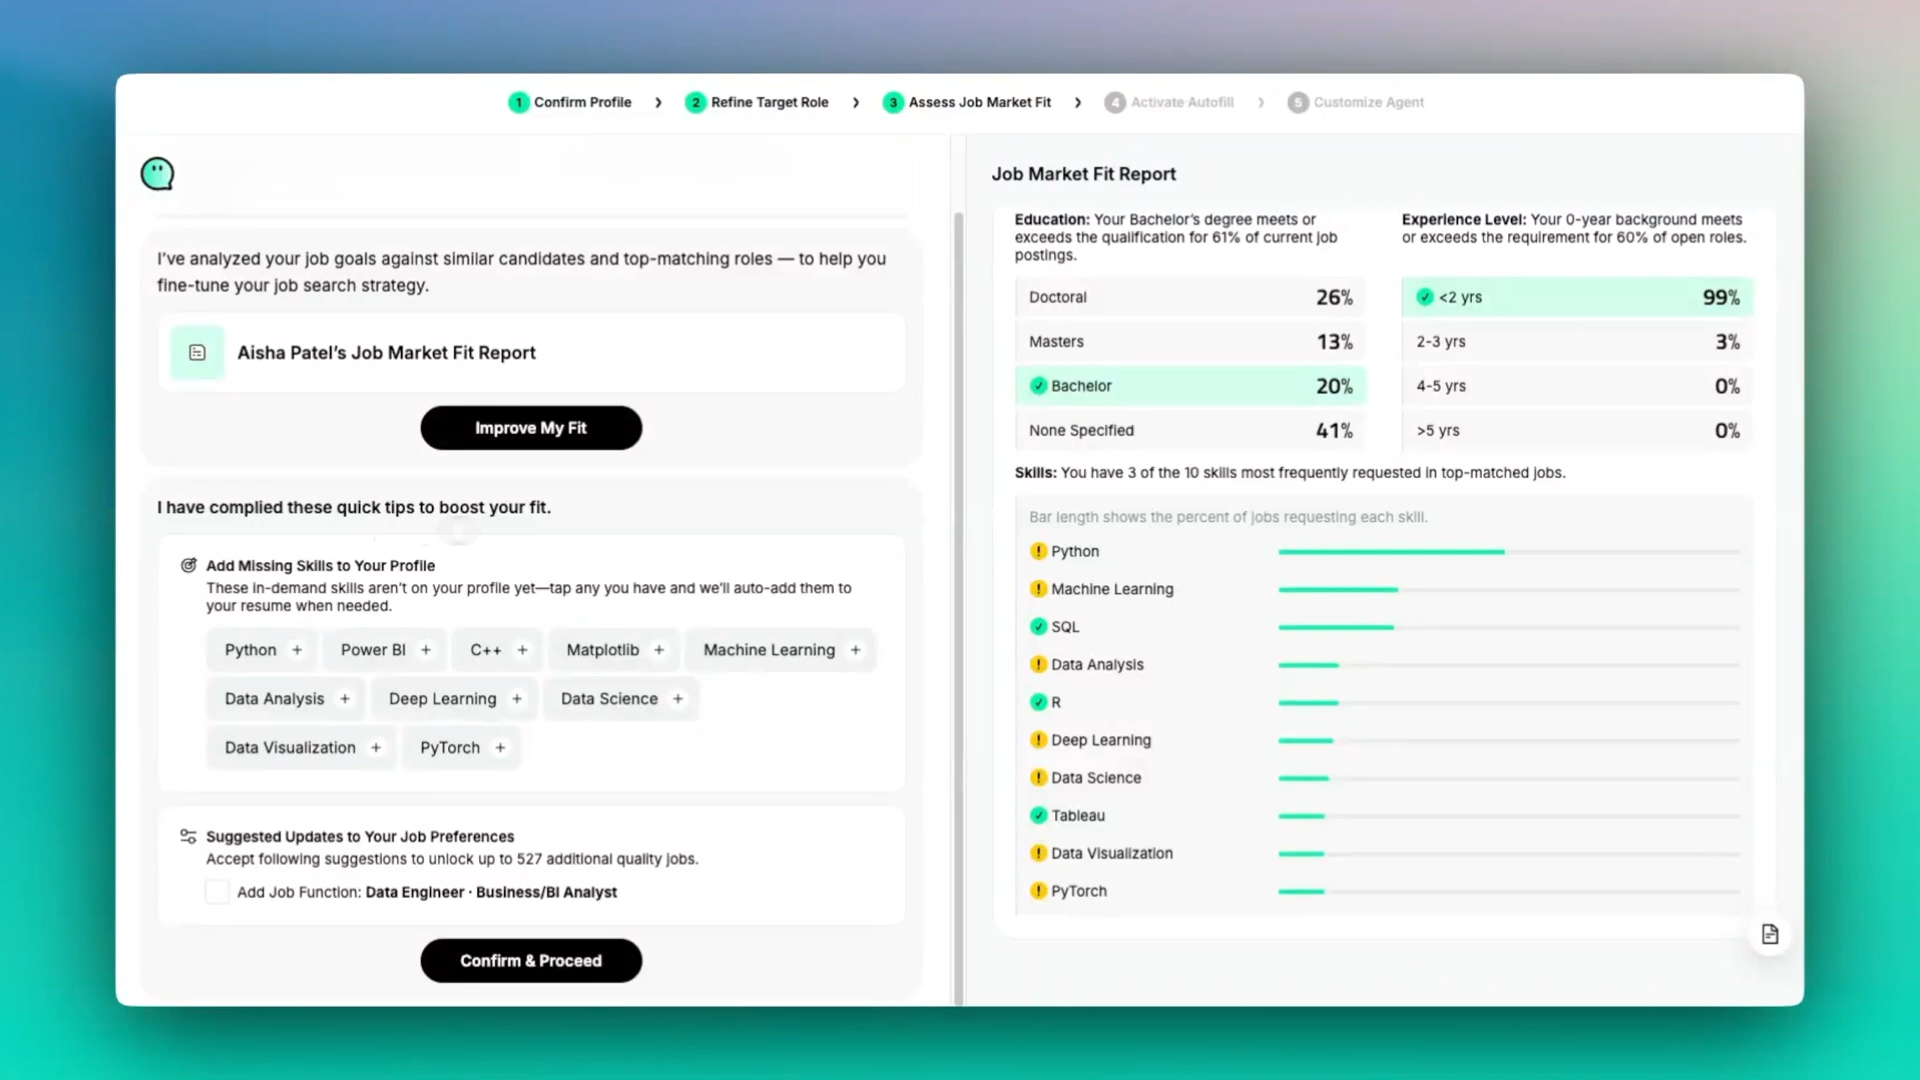 1 Confirm Profile > 2 Refine Target Role > 3 Assess Job Market Fit > 4 Activate Autofill > 5 Customize Agent
I've analyzed your job goals against similar candidates and top-matching roles — to help you
fine-tune your job search strategy.
Aisha Patel's Job Market Fit Report
Improve My Fit
I have complied these quick tips to boost your fit.
Add Missing Skills to Your Profile
These in-demand skills aren't on your profile yet—tap any you have and we'll auto-add them to
your resume when needed.
Python + Power BI + C++ + Matplotlib + Machine Learning +
Data Analysis + Deep Learning + Data Science +
Data Visualization + PyTorch +
Suggested Updates to Your Job Preferences
Accept following suggestions to unlock up to 527 additional quality jobs.
Add Job Function: Data Engineer · Business/BI Analyst
Confirm & Proceed
Job Market Fit Report
Education: Your Bachelor's degree meets or
exceeds the qualification for 61% of current job
postings.
Doctoral 26%
Masters 13%
Bachelor 20%
None Specified 41%
Experience Level: Your 0-year background meets
or exceeds the requirement for 60% of open roles.
<2 yrs 99%
2-3 yrs 3%
4-5 yrs 0%
>5 yrs 0%
Skills: You have 3 of the 10 skills most frequently requested in top-matched jobs.
Bar length shows the percent of jobs requesting each skill.
Python
Machine Learning
SQL
Data Analysis
R
Deep Learning
Data Science
Tableau
Data Visualization
PyTorch